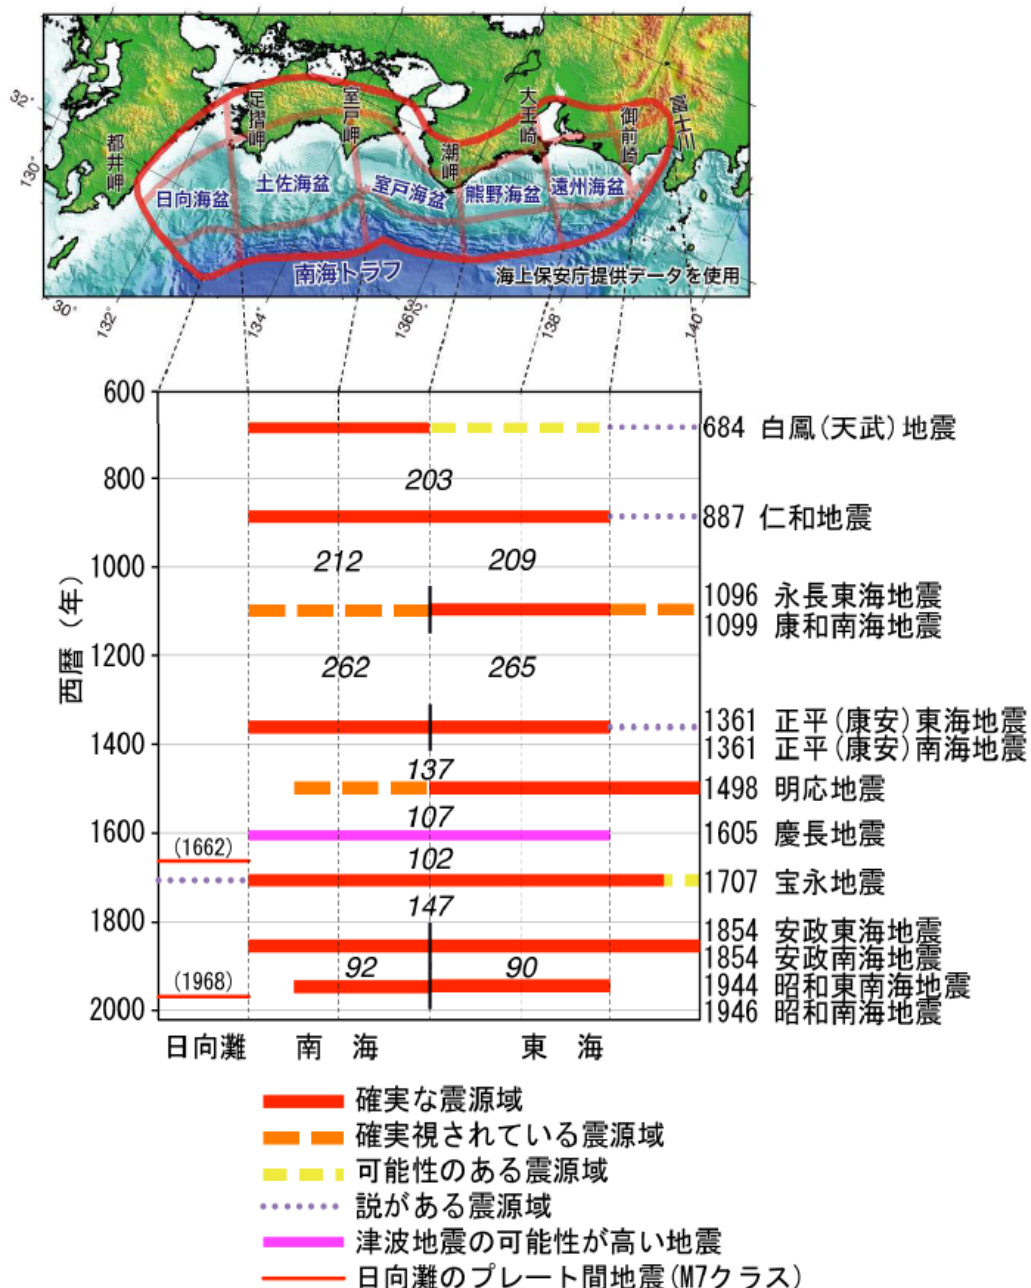 大王崎
富士川
足摺岬
室戸岬
御前崎
都井岬
潮岬
日向海盆
土佐海盆
室戸海盆
熊野海盆
遠州海盆
南海トラフ
海上保安庁提供データを使用
32°
130°
30°
132°
134°
136°
138°
140°
西暦（年）
600
684 白鳳(天武)地震
800
203
887 仁和地震
1000
212
209
1096 永長東海地震
1099 康和南海地震
1200
262
265
1361 正平(康安)東海地震
1361 正平(康安)南海地震
1400
137
1498 明応地震
107
1600
1605 慶長地震
(1662)
102
1707 宝永地震
147
1800
1854 安政東海地震
1854 安政南海地震
92
90
(1968)
1944 昭和東南海地震
2000
1946 昭和南海地震
日向灘 南 海 東 海
確実な震源域
確実視されている震源域
可能性のある震源域
説がある震源域
津波地震の可能性が高い地震
日向灘のプレート間地震(M7クラス)